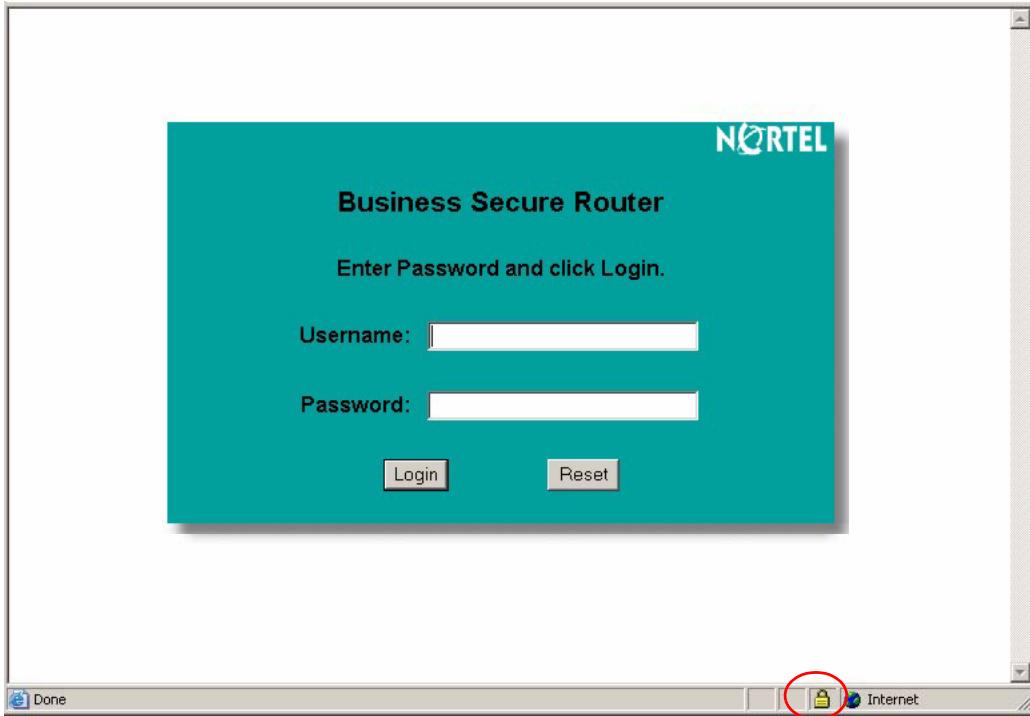 NORTEL
Business Secure Router
Enter Password and click Login.
Username:
Password:
Login Reset
Done Internet